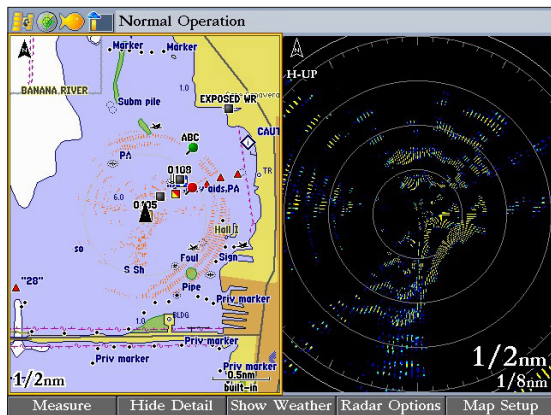 Normal Operation
Marker
Marker
BANANA RIVER
1.0
Subm pile
EXPOSED WR
ABC
CAUT
PA
TR
0108
6.0
aids,PA
0105
Hall I
so
Foul
Sign
S Sh
"28"
Pipe
Priv marker
1.0
BLDG
Priv marker
Priv marker
1/2nm
0.5nm
built-in
H-UP
1/2nm
1/8nm
Measure
Hide Detail
Show Weather
Radar Options
Map Setup